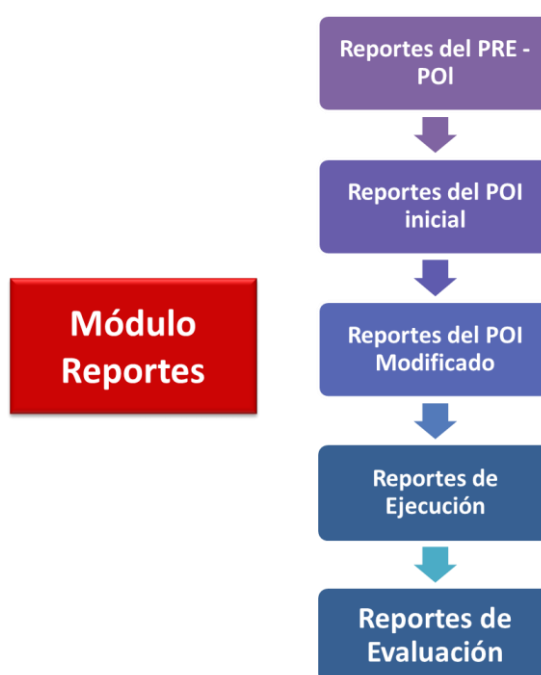 Reportes del PRE -
POI
Reportes del POI
inicial
Módulo
Reportes
Reportes del POI
Modificado
Reportes de
Ejecución
Reportes de
Evaluación